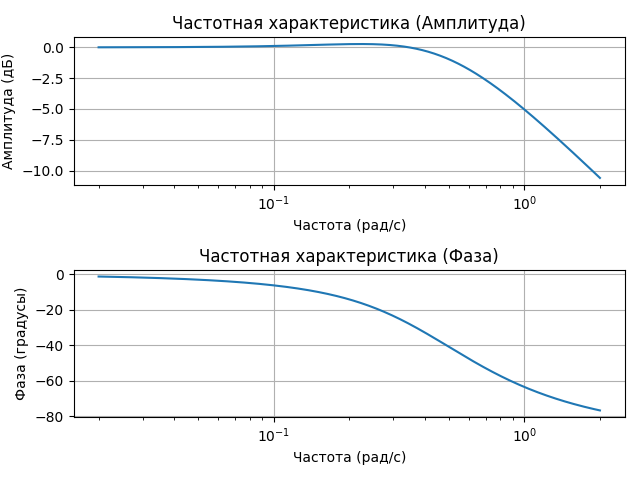 Частотная характеристика (Амплитуда)
Амплитуда (дБ)
0.0
−2.5
−5.0
−7.5
−10.0
10⁻¹ 10⁰
Частота (рад/с)
Частотная характеристика (Фаза)
Фаза (градусы)
0
−20
−40
−60
−80
10⁻¹ 10⁰
Частота (рад/с)